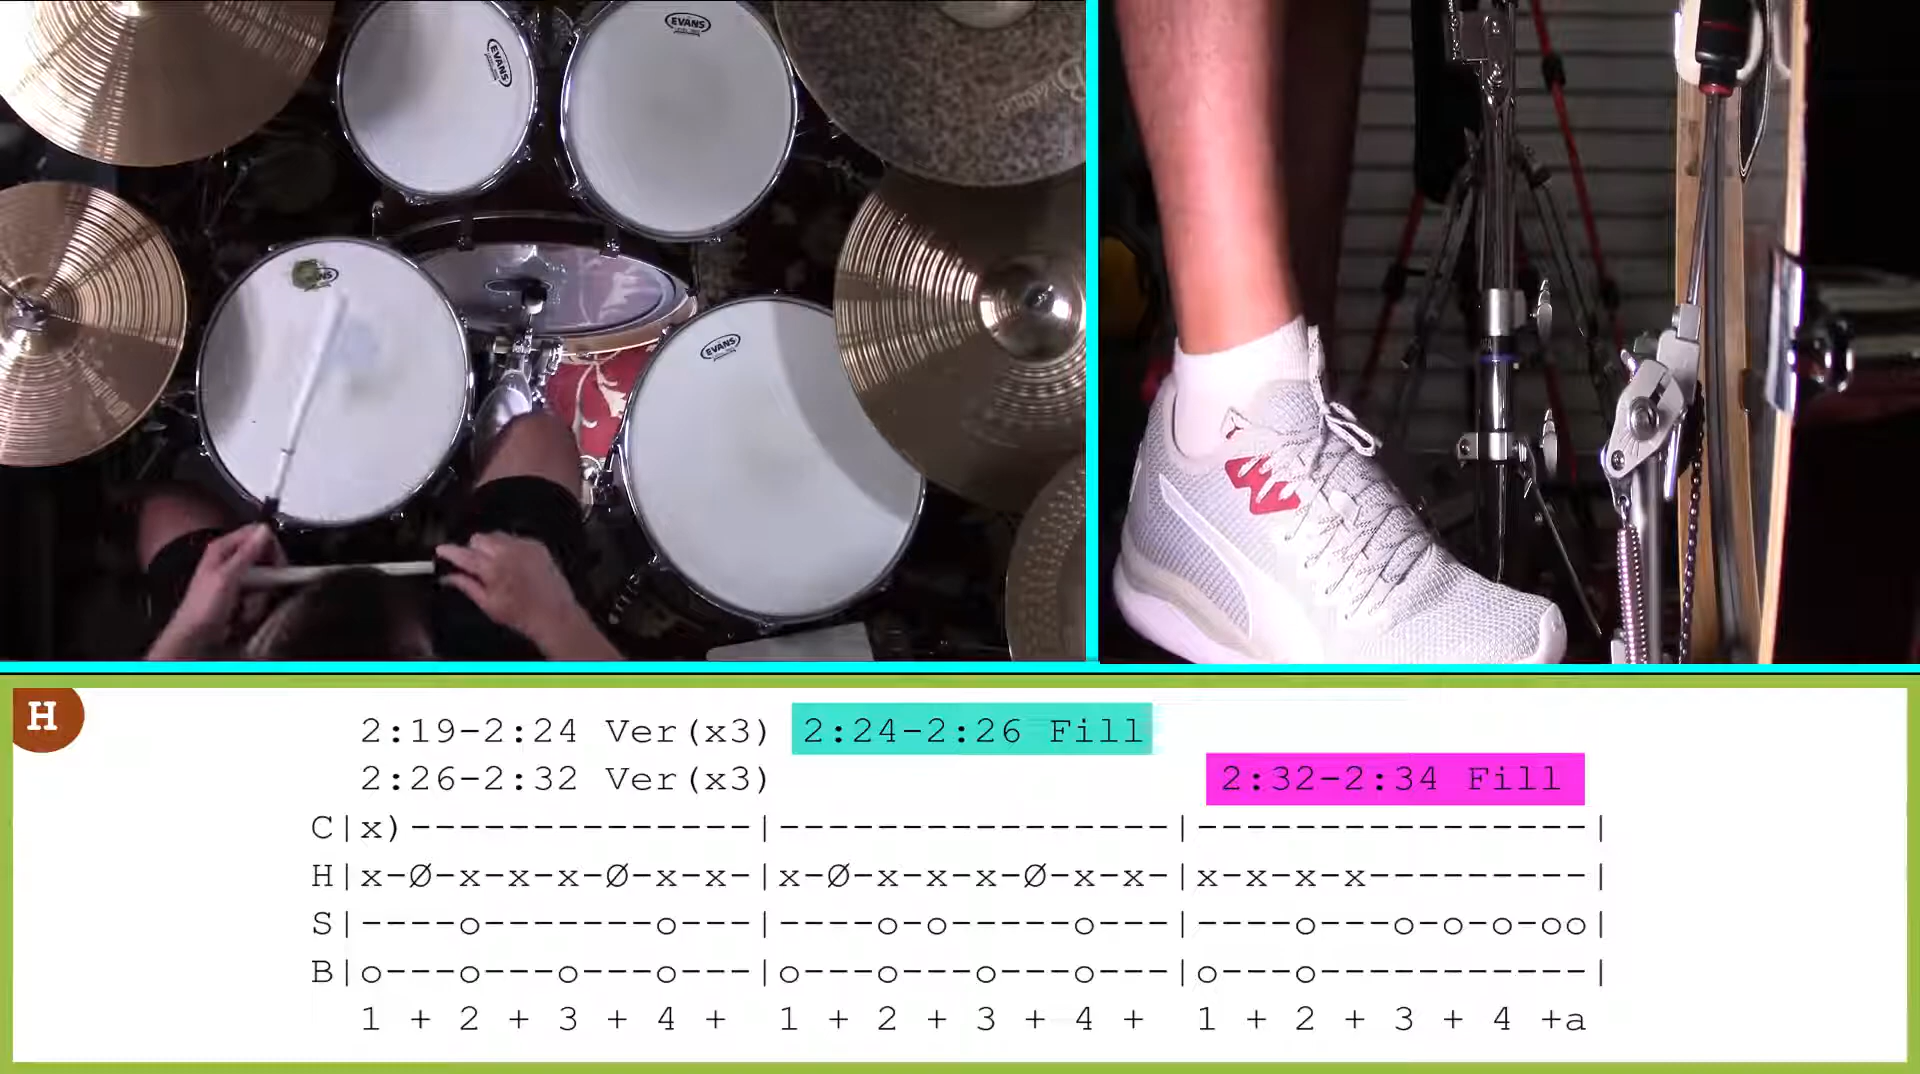 EVANS
EVANS
EVANS
H
2:19-2:24 Ver(x3) 2:24-2:26 Fill
2:26-2:32 Ver(x3) 2:32-2:34 Fill
C|x)--------------|----------------|----------------|
H|x-Ø-x-x-x-Ø-x-x-|x-Ø-x-x-x-Ø-x-x-|x-x-x-x---------|
S|----o-------o---|----o-o-----o---|----o---o-o-o-oo|
B|o---o---o---o---|o---o---o---o---|o---o-----------|
1 + 2 + 3 + 4 + 1 + 2 + 3 + 4 + 1 + 2 + 3 + 4 +a